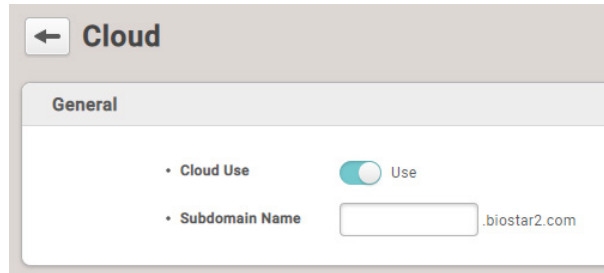 Cloud
General
• Cloud Use Use
• Subdomain Name .biostar2.com